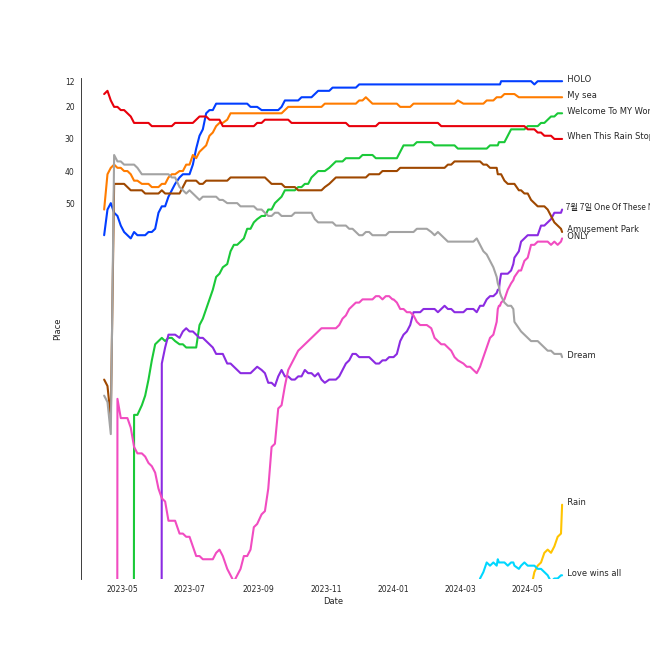 12
20
30
40
50
Place
HOLO
My sea
Welcome To MY
When This Rain
7월 7일 One Of These
Amusement Park
ONLY
Dream
Rain
Love wins all
2023-05
2023-07
2023-09
2023-11
2024-01
2024-03
2024-05
Date